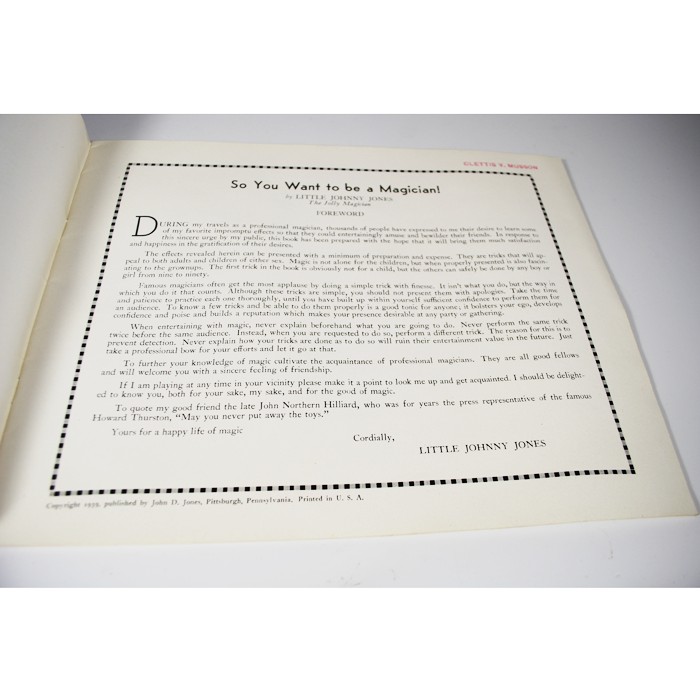 CLETTIS V. MUSSON
So You Want to be a Magician!
by LITTLE JOHNNY JONES
The Jolly Magician
FOREWORD
DURING my travels as a professional magician, thousands of people have expressed to me their desire to learn some
of my favorite impromptu effects so that they could entertainingly amuse and bewilder their friends. In response to
this sincere urge by my public, this book has been prepared with the hope that it will bring them much satisfaction
and happiness in the gratification of their desires.
The effects revealed herein can be presented with a minimum of preparation and expense. They are tricks that will ap-
peal to both adults and children of either sex. Magic is not alone for the children, but when properly presented is also fascin-
ating to the grownups. The first trick in the book is obviously not for a child, but the others can safely be done by any boy or
girl from nine to ninety.
Famous magicians often get the most applause by doing a simple trick with finesse. It isn't what you do, but the way in
which you do it that counts. Although these tricks are simple, you should not present them with apologies. Take the time
and patience to practice each one thoroughly, until you have built up within yourself sufficient confidence to perform them for
an audience. To know a few tricks and be able to do them properly is a good tonic for anyone; it bolsters your ego, develops
confidence and poise and builds a reputation which makes your presence desirable at any party or gathering.
When entertaining with magic, never explain beforehand what you are going to do. Never perform the same trick
twice before the same audience. Instead, when you are requested to do so, perform a different trick. The reason for this is to
prevent detection. Never explain how your tricks are done as to do so will ruin their entertainment value in the future. Just
take a professional bow for your efforts and let it go at that.
To further your knowledge of magic cultivate the acquaintance of professional magicians. They are all good fellows
and will welcome you with a sincere feeling of friendship.
If I am playing at any time in your vicinity please make it a point to look me up and get acquainted. I should be delight-
ed to know you, both for your sake, my sake, and for the good of magic.
To quote my good friend the late John Northern Hilliard, who was for years the press representative of the famous
Howard Thurston, "May you never put away the toys."
Yours for a happy life of magic
Cordially,
LITTLE JOHNNY JONES
Copyright 1939, published by John D. Jones, Pittsburgh, Pennsylvania. Printed in U. S. A.